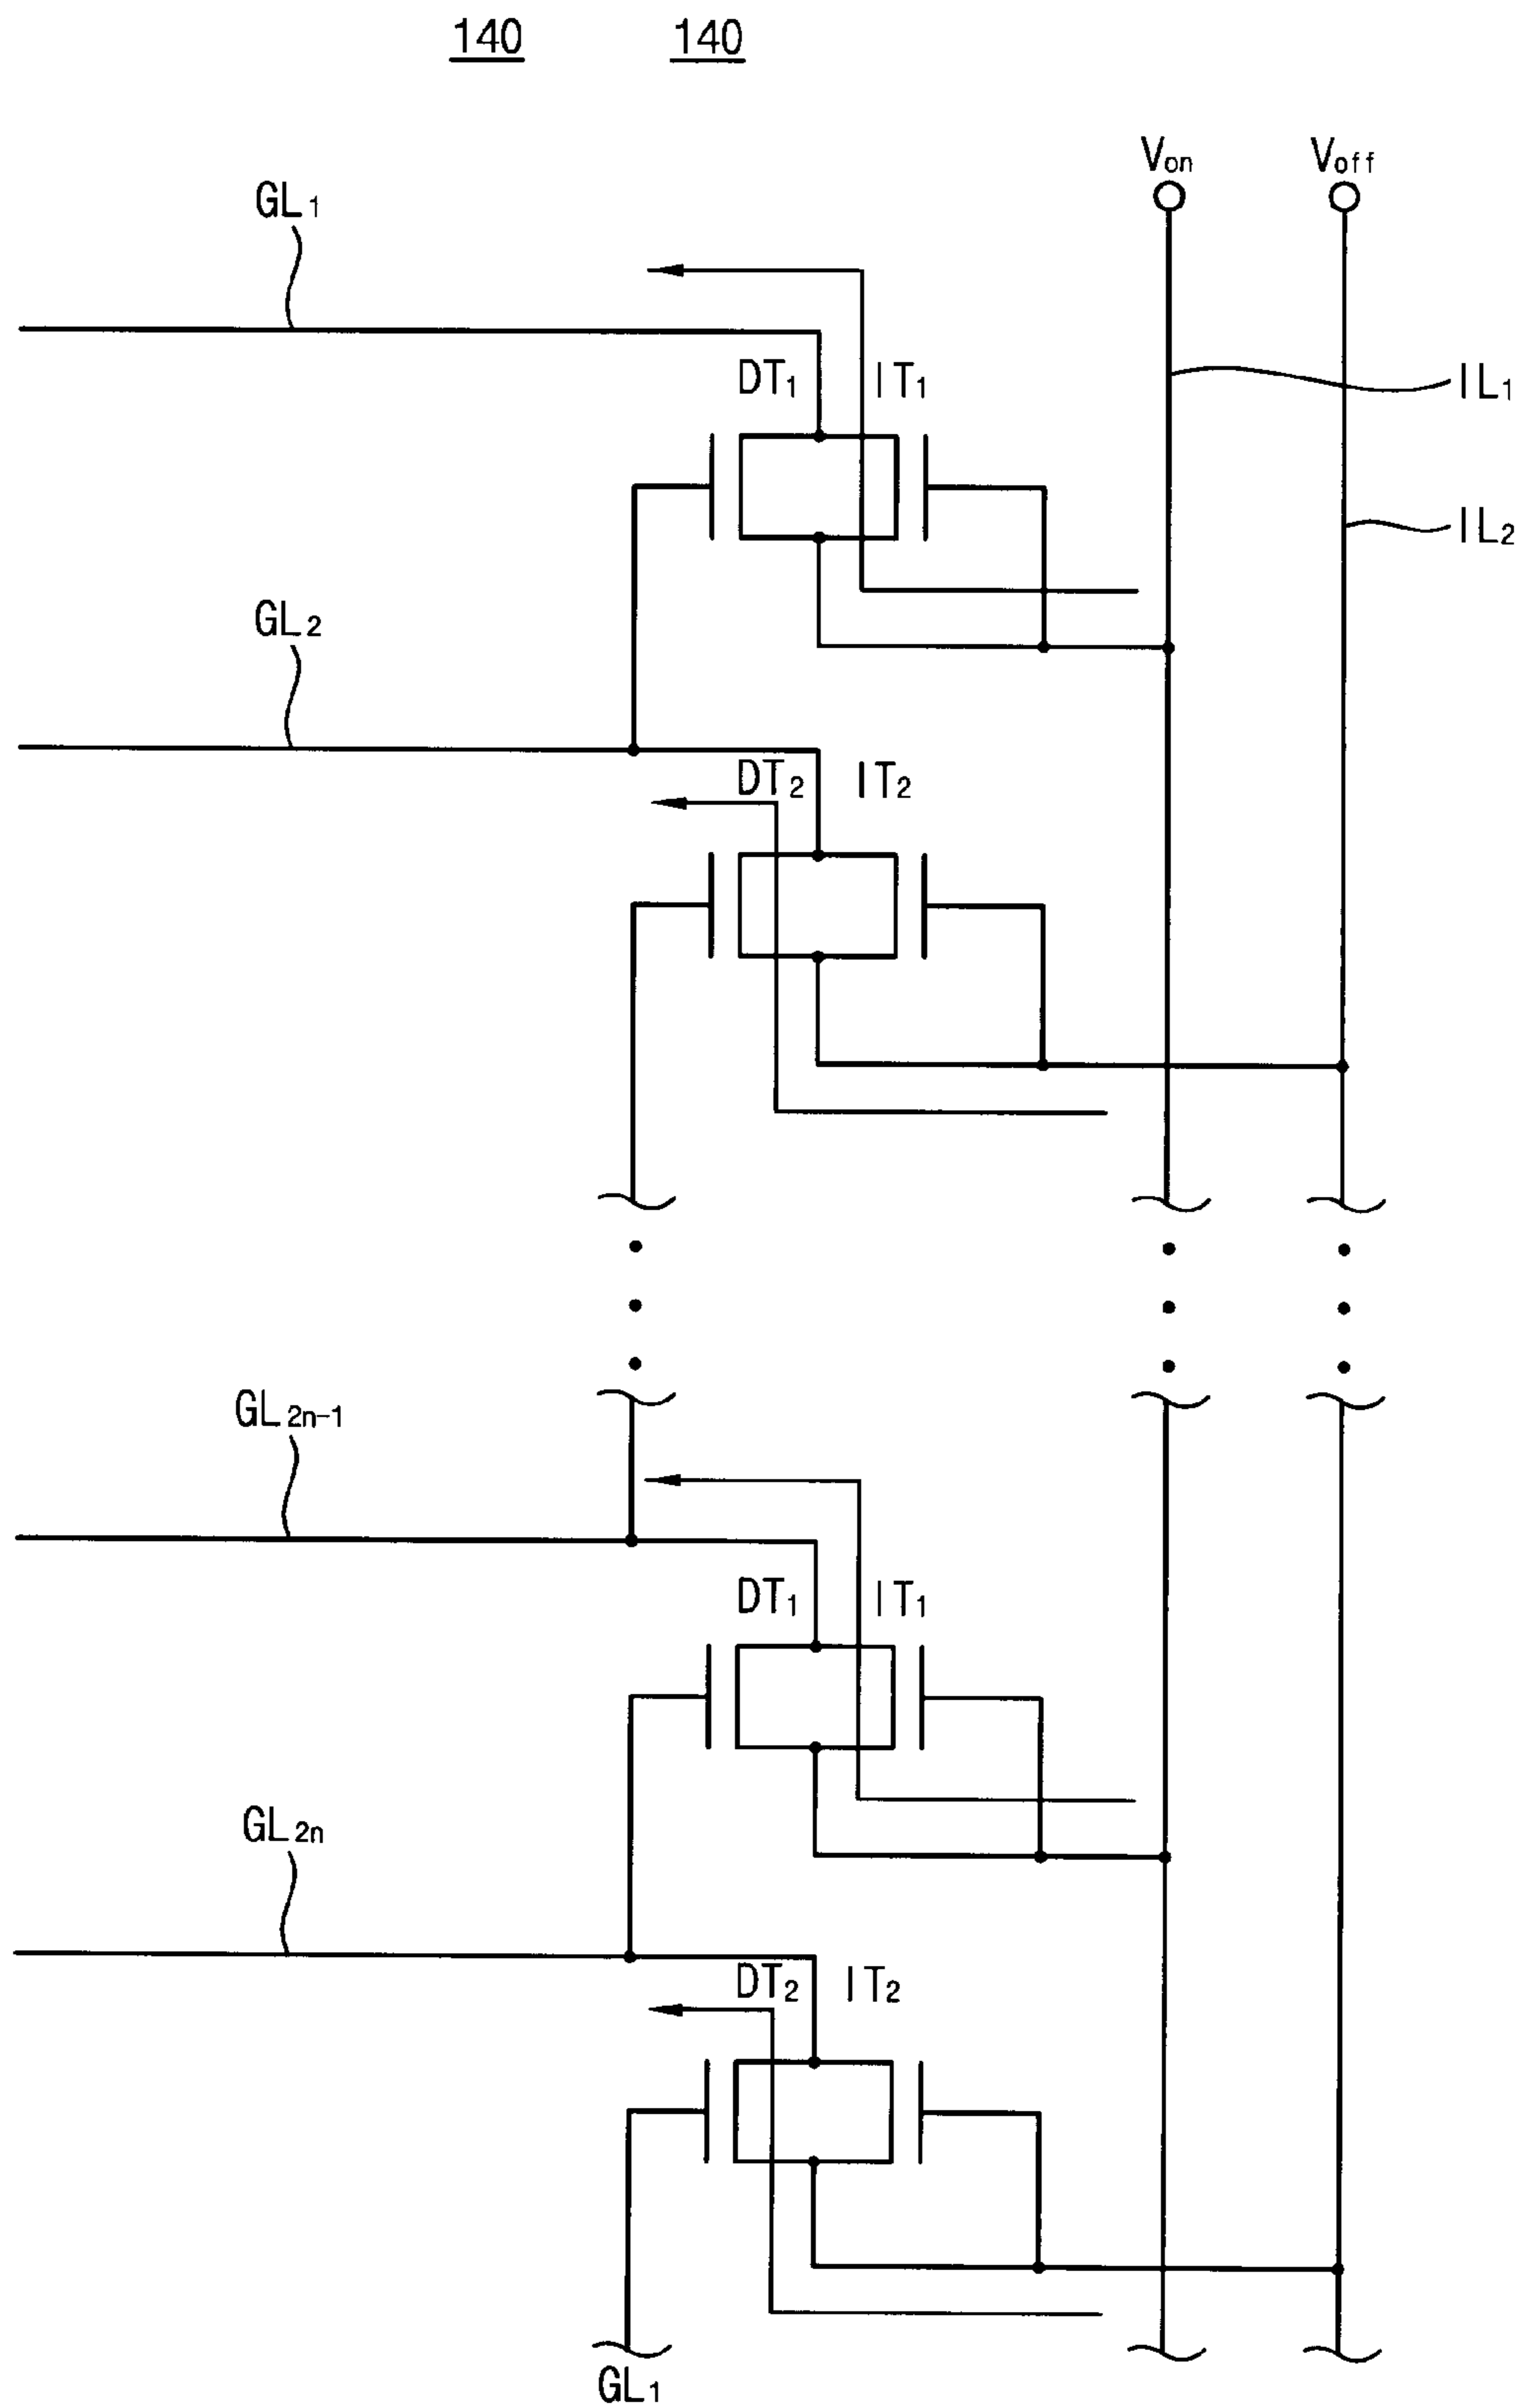 140 140
Von Voff
GL1
DT1 IT1
IL1
IL2
GL2
DT2 IT2
GL2n-1
DT1 IT1
GL2n
DT2 IT2
GL1